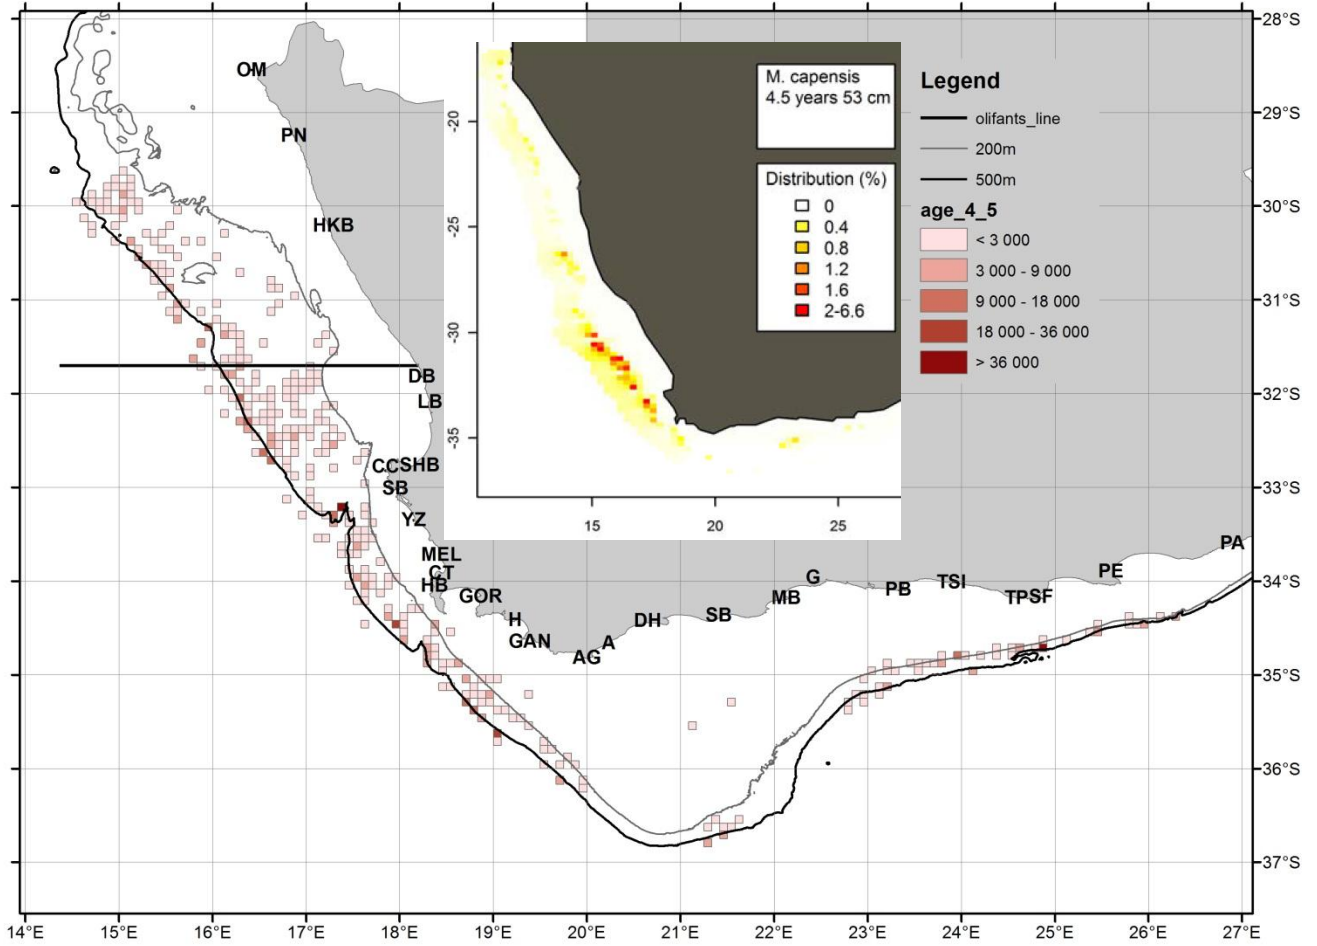 28°S
29°S
30°S
31°S
32°S
33°S
34°S
35°S
36°S
37°S
14°E
15°E
16°E
17°E
18°E
19°E
20°E
21°E
22°E
23°E
24°E
25°E
26°E
27°E
OM
PN
HKB
DB
LB
CCSHB
SB
YZ
MEL
CT
HB
GOR
H
GAN
AG
A
DH
SB
MB
G
PB
TSI
TPSF
PE
PA
M. capensis
4.5 years 53 cm
Distribution (%)
0
0.4
0.8
1.2
1.6
2-6.6
-20
-25
-30
-35
15
20
25
Legend
olifants_line
200m
500m
age_4_5
< 3 000
3 000 - 9 000
9 000 - 18 000
18 000 - 36 000
> 36 000